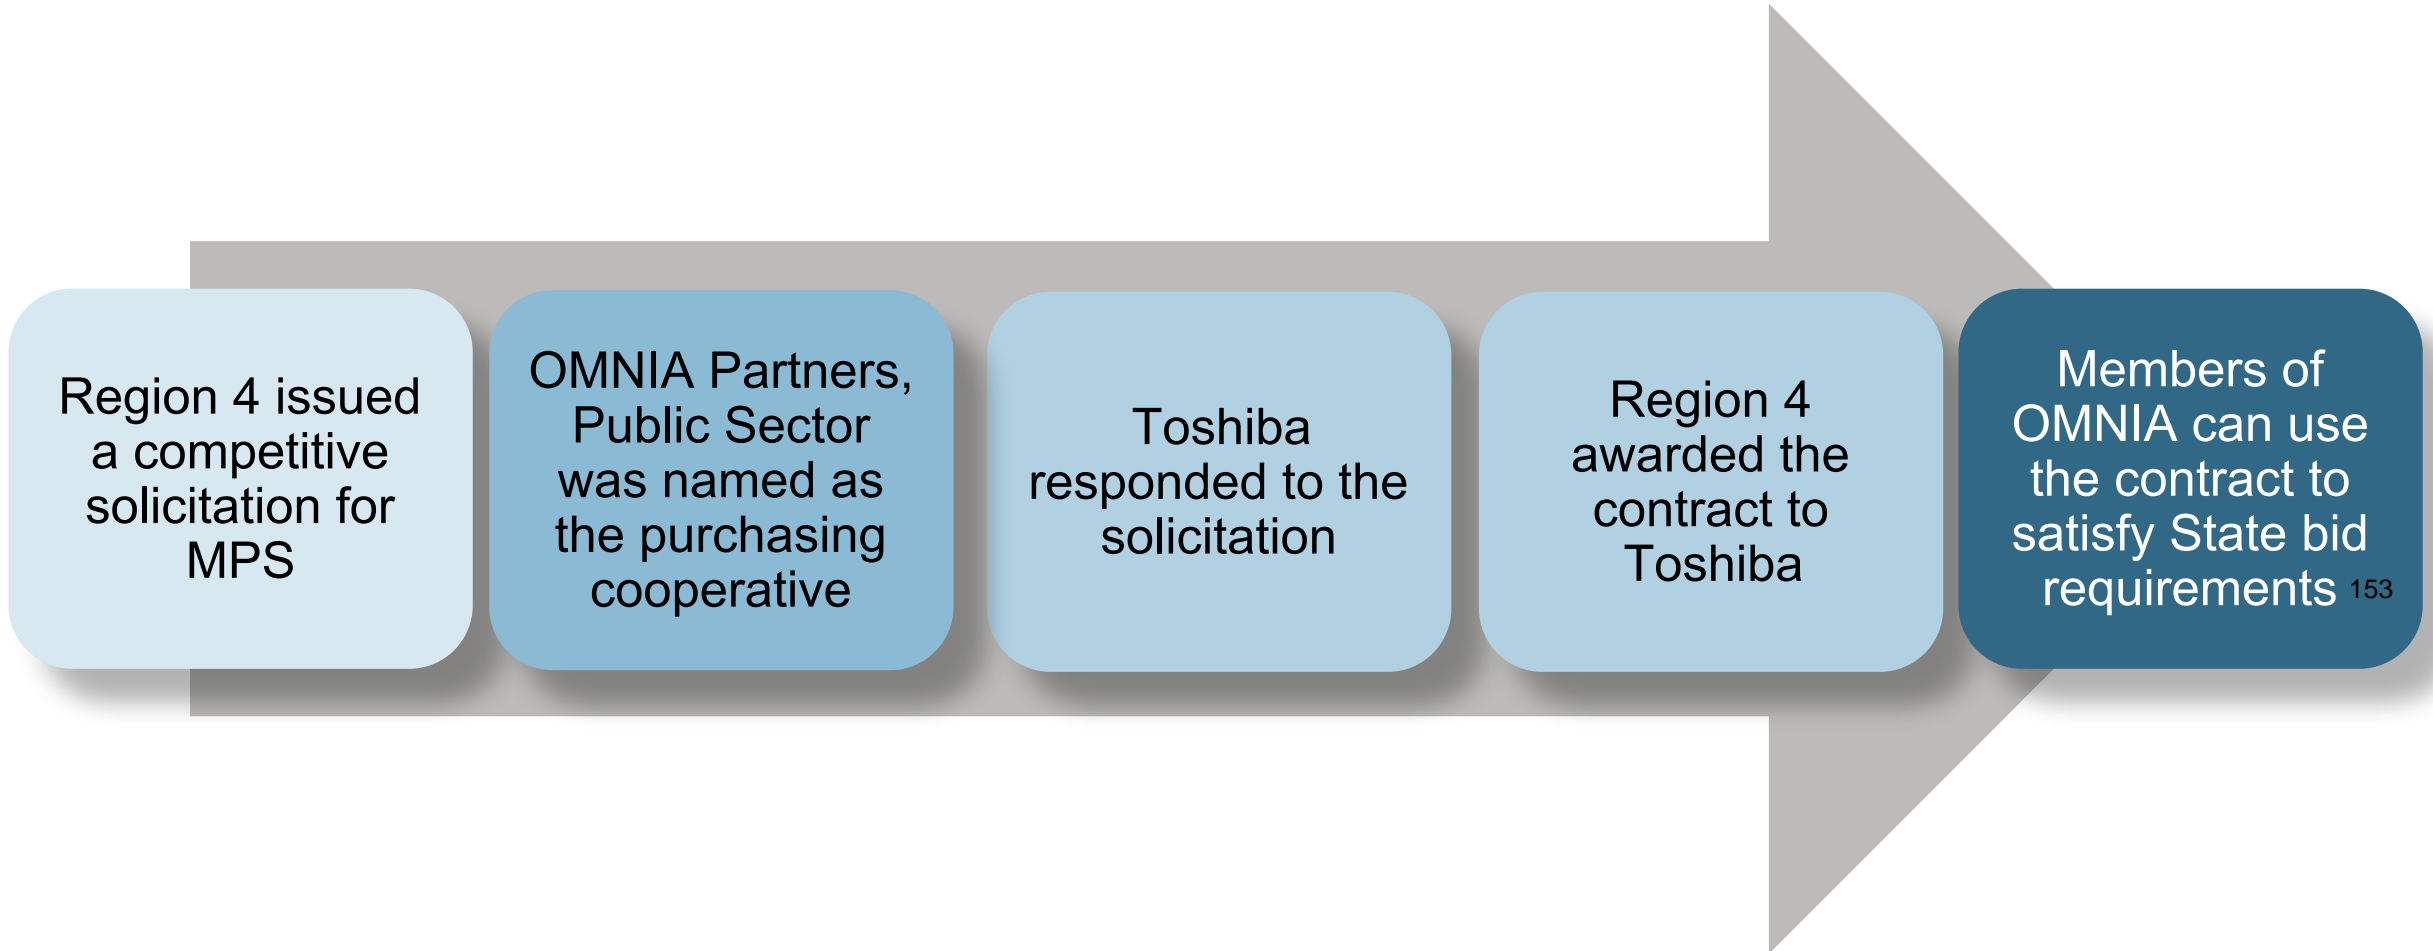 Region 4 issued
a competitive
solicitation for
MPS
OMNIA Partners,
Public Sector
was named as
the purchasing
cooperative
Toshiba
responded to the
solicitation
Region 4
awarded the
contract to
Toshiba
Members of
OMNIA can use
the contract to
satisfy State bid
requirements 153